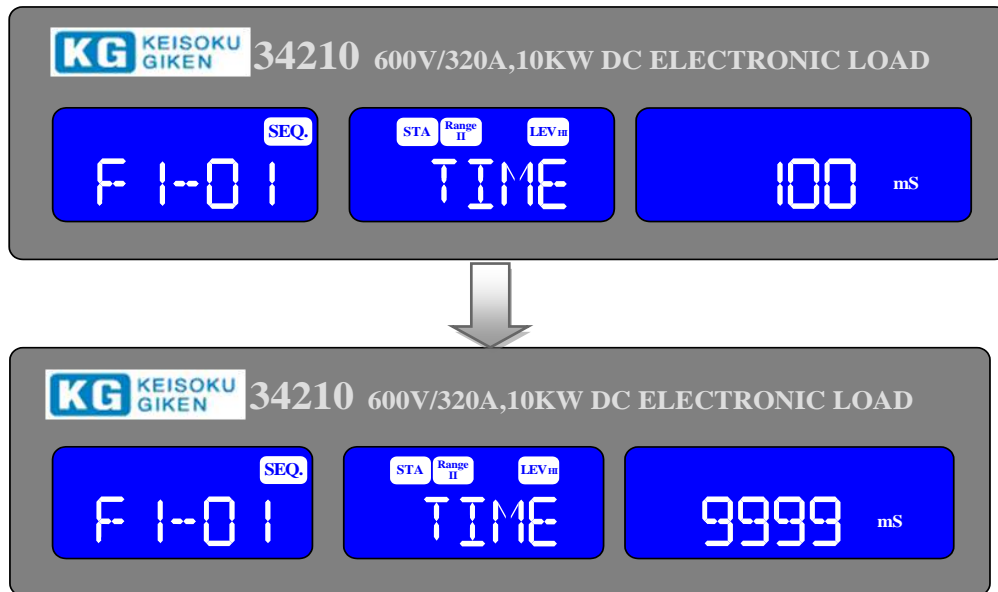 KG KEISOKU GIKEN 34210 600V/320A,10KW DC ELECTRONIC LOAD
SEQ. STA Range II LEV HI
F1-01 TIME 100 mS
KG KEISOKU GIKEN 34210 600V/320A,10KW DC ELECTRONIC LOAD
SEQ. STA Range II LEV HI
F1-01 TIME 9999 mS